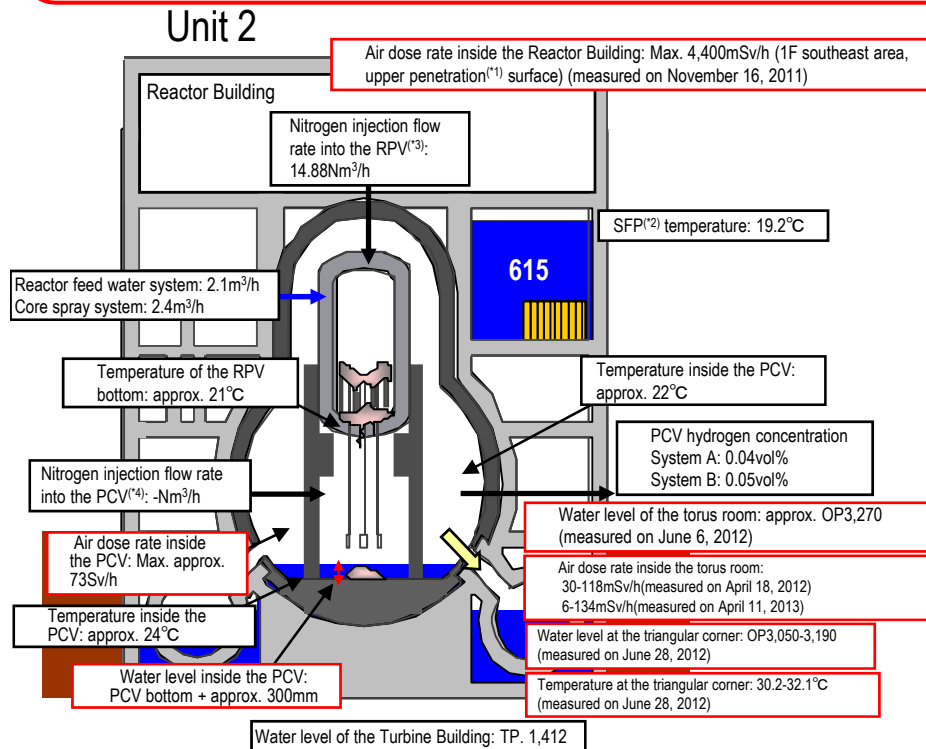 Unit 2
Air dose rate inside the Reactor Building: Max. 4,400mSv/h (1F southeast area,
upper penetration(*1) surface) (measured on November 16, 2011)
Reactor Building
Nitrogen injection flow
rate into the RPV(*3):
14.88Nm3/h
SFP(*2) temperature: 19.2℃
615
Reactor feed water system: 2.1m3/h
Core spray system: 2.4m3/h
Temperature of the RPV
bottom: approx. 21℃
Temperature inside the PCV:
approx. 22℃
PCV hydrogen concentration
System A: 0.04vol%
System B: 0.05vol%
Nitrogen injection flow rate
into the PCV(*4): -Nm3/h
Water level of the torus room: approx. OP3,270
(measured on June 6, 2012)
Air dose rate inside
the PCV: Max. approx.
73Sv/h
Air dose rate inside the torus room:
30-118mSv/h(measured on April 18, 2012)
6-134mSv/h(measured on April 11, 2013)
Temperature inside the
PCV: approx. 24℃
Water level at the triangular corner: OP3,050-3,190
(measured on June 28, 2012)
Water level inside the PCV:
PCV bottom + approx. 300mm
Temperature at the triangular corner: 30.2-32.1℃
(measured on June 28, 2012)
Water level of the Turbine Building: TP. 1,412